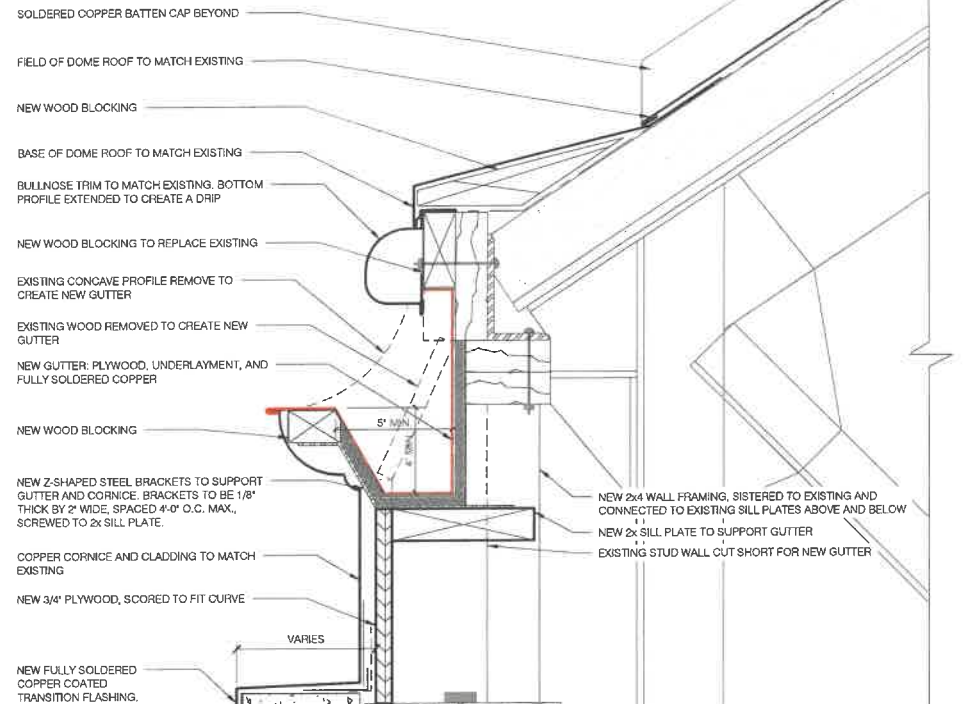 SOLDERED COPPER BATTEN CAP BEYOND
FIELD OF DOME ROOF TO MATCH EXISTING
NEW WOOD BLOCKING
BASE OF DOME ROOF TO MATCH EXISTING
BULLNOSE TRIM TO MATCH EXISTING. BOTTOM
PROFILE EXTENDED TO CREATE A DRIP
NEW WOOD BLOCKING TO REPLACE EXISTING
EXISTING CONCAVE PROFILE REMOVE TO
CREATE NEW GUTTER
EXISTING WOOD REMOVED TO CREATE NEW
GUTTER
NEW GUTTER: PLYWOOD, UNDERLAYMENT, AND
FULLY SOLDERED COPPER
5" MIN
MIN
NEW WOOD BLOCKING
NEW Z-SHAPED STEEL BRACKETS TO SUPPORT
GUTTER AND CORNICE. BRACKETS TO BE 1/8"
THICK BY 2" WIDE, SPACED 4'-0" O.C. MAX.,
SCREWED TO 2x SILL PLATE.
NEW 2x4 WALL FRAMING, SISTERED TO EXISTING AND
CONNECTED TO EXISTING SILL PLATES ABOVE AND BELOW
NEW 2x SILL PLATE TO SUPPORT GUTTER
EXISTING STUD WALL CUT SHORT FOR NEW GUTTER
COPPER CORNICE AND CLADDING TO MATCH
EXISTING
NEW 3/4" PLYWOOD, SCORED TO FIT CURVE
VARIES
NEW FULLY SOLDERED
COPPER COATED
TRANSITION FLASHING.